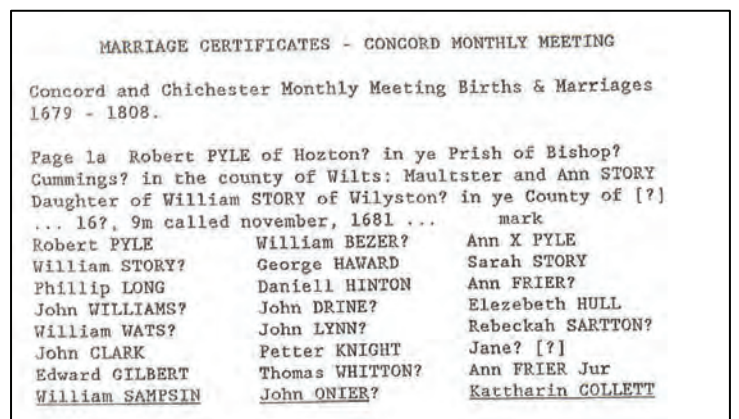 MARRIAGE CERTIFICATES - CONCORD MONTHLY MEETING
Concord and Chichester Monthly Meeting Births & Marriages
1679 - 1808.
Page 1a Robert PYLE of Hozton? in ye Prish of Bishop?
Cummings? in the county of Wilts: Maultster and Ann STORY
Daughter of William STORY of Wilyston? in ye County of [?]
... 16?, 9m called november, 1681 ... mark
Robert PYLE William BEZER? Ann X PYLE
William STORY? George HAWARD Sarah STORY
Phillip LONG Daniell HINTON Ann FRIER?
John WILLIAMS? John DRINE? Elezebeth HULL
William WATS? John LYNN? Rebeckah SARTTON?
John CLARK Petter KNIGHT Jane? [?]
Edward GILBERT Thomas WHITTON? Ann FRIER Jur
William SAMPSIN John ONIER? Kattharin COLLETT